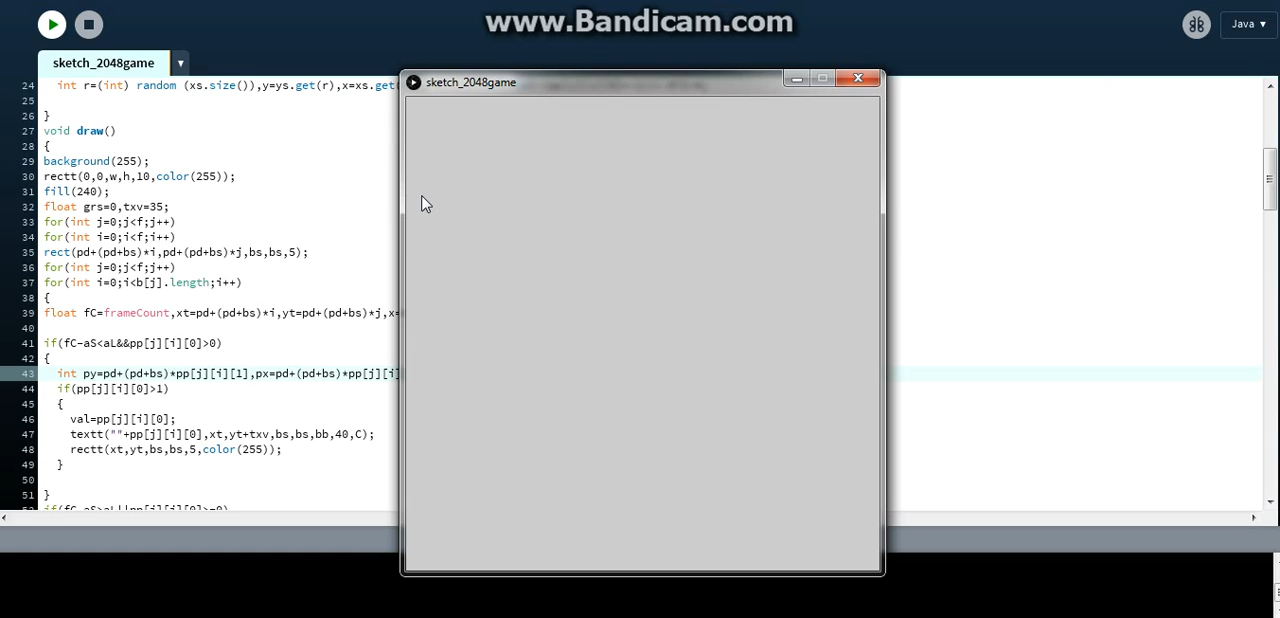 www.Bandicam.com
Java ▾
sketch_2048game
sketch_2048game
24 int r=(int) random (xs.size()),y=ys.get(r),x=xs.get
25
26 }
27 void draw()
28 {
29 background(255);
30 rectt(0,0,w,h,10,color(255));
31 fill(240);
32 float grs=0,txv=35;
33 for(int j=0;j<f;j++)
34 for(int i=0;i<f;i++)
35 rect(pd+(pd+bs)*i,pd+(pd+bs)*j,bs,bs,5);
36 for(int j=0;j<f;j++)
37 for(int i=0;i<b[j].length;i++)
38 {
39 float fC=frameCount,xt=pd+(pd+bs)*i,yt=pd+(pd+bs)*j,x=
40
41 if(fC-aS<aL&&pp[j][i][0]>0)
42 {
43 int py=pd+(pd+bs)*pp[j][i][1],px=pd+(pd+bs)*pp[j][i]
44 if(pp[j][i][0]>1)
45 {
46 val=pp[j][i][0];
47 textt(""+pp[j][i][0],xt,yt+txv,bs,bs,bb,40,C);
48 rectt(xt,yt,bs,bs,5,color(255));
49 }
50
51 }